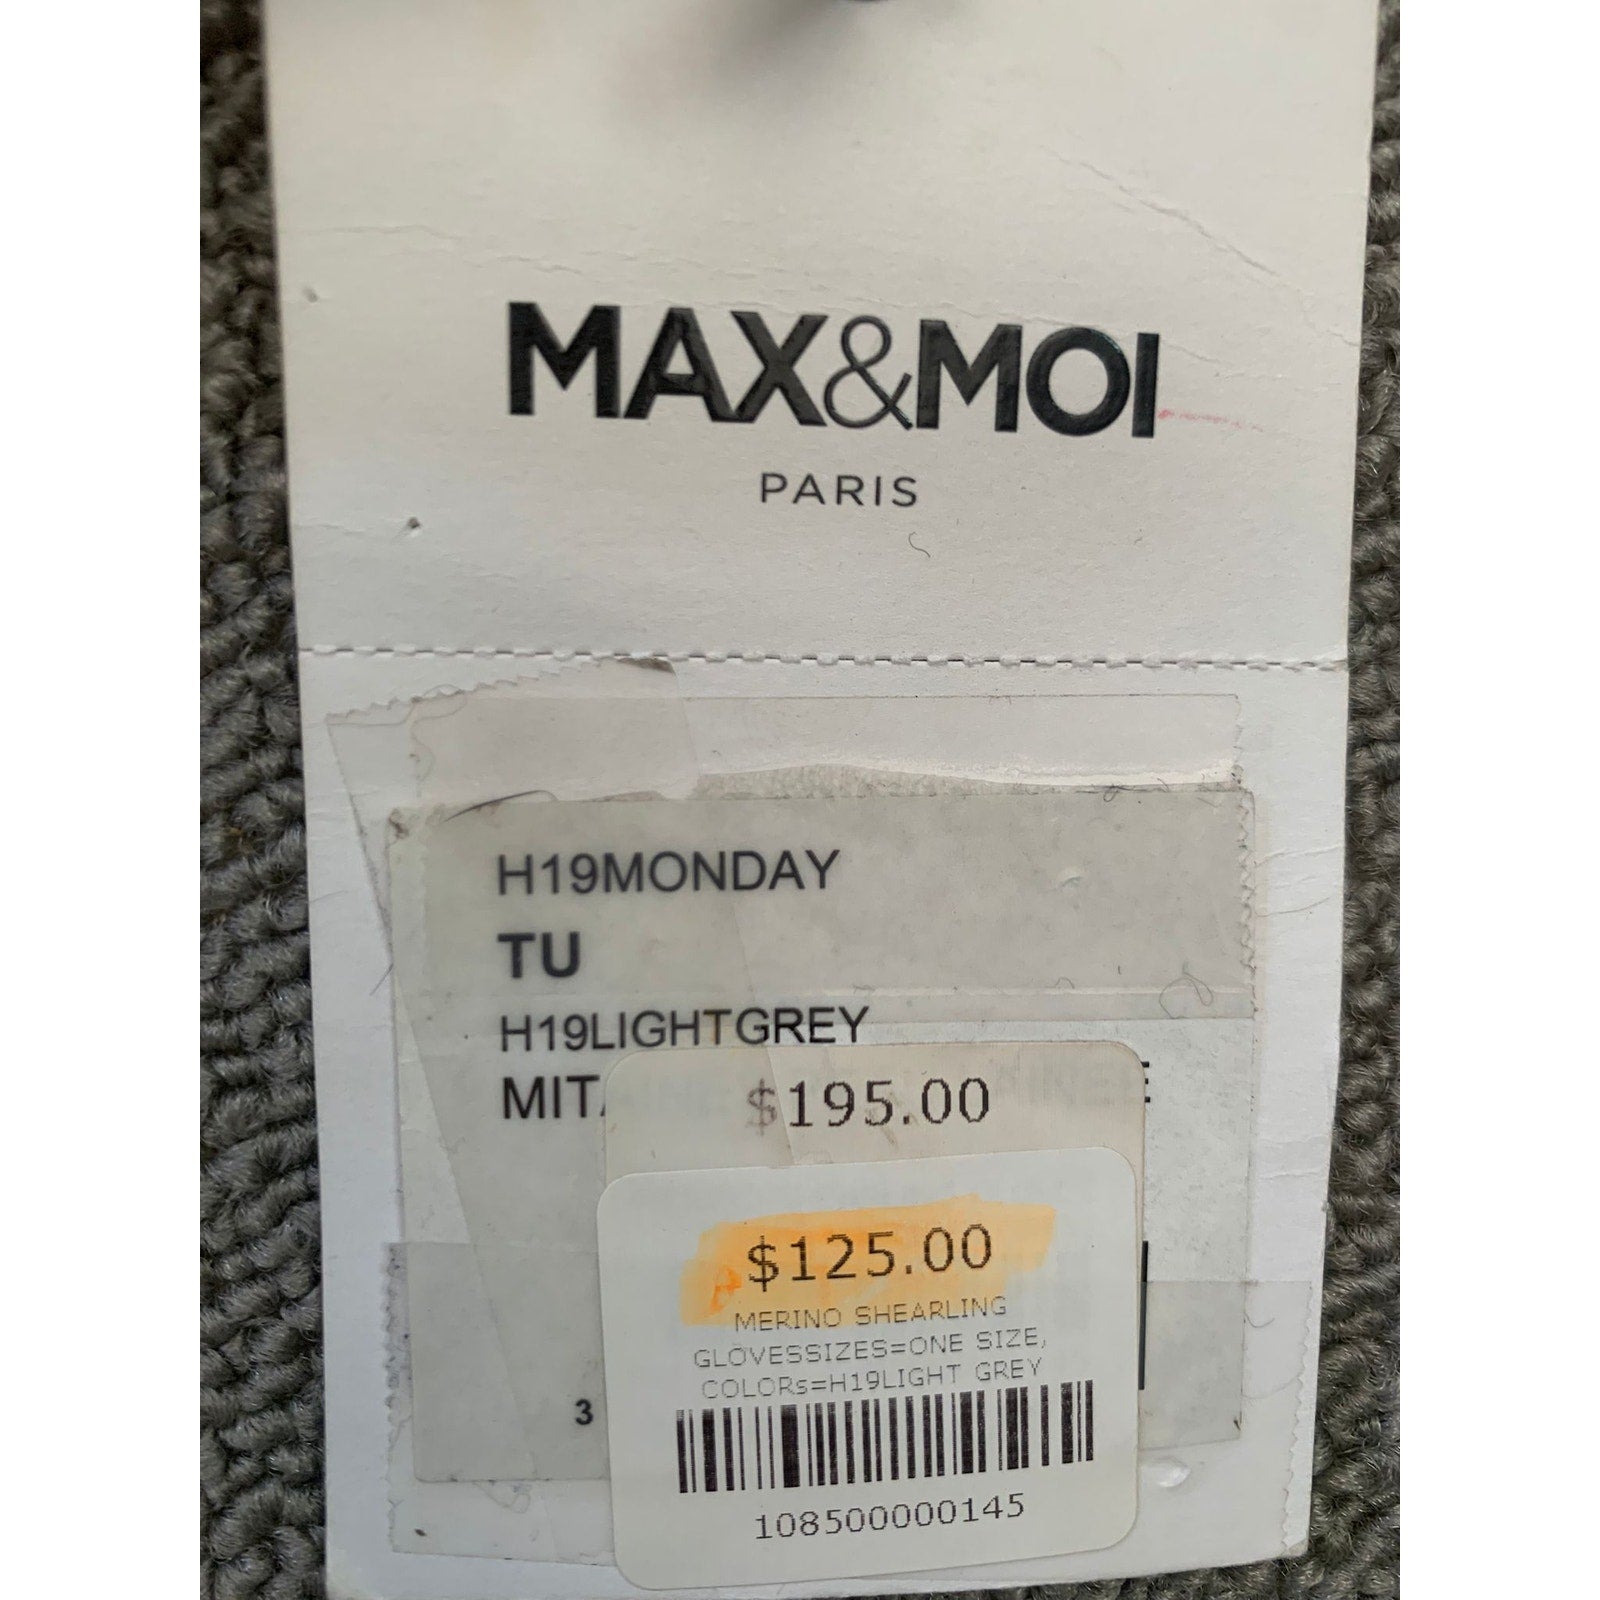 MAX&MOI
PARIS
H19MONDAY
TU
H19LIGHTGREY
$195.00
$125.00
MERINO SHEARLING
GLOVESSIZES=ONE SIZE,
COLORs=H19LIGHT GREY
3
108500000145